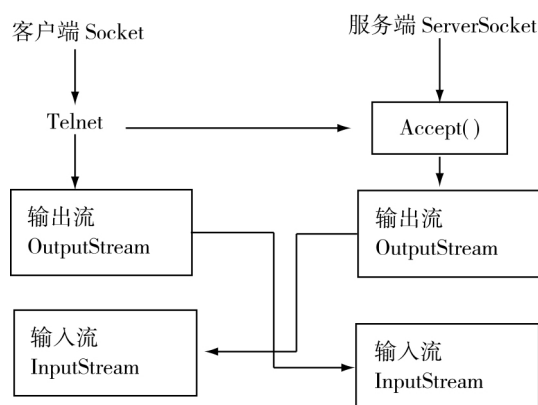 客户端 Socket
服务端 ServerSocket
Telnet
Accept( )
输出流
OutputStream
输出流
OutputStream
输入流
InputStream
输入流
InputStream